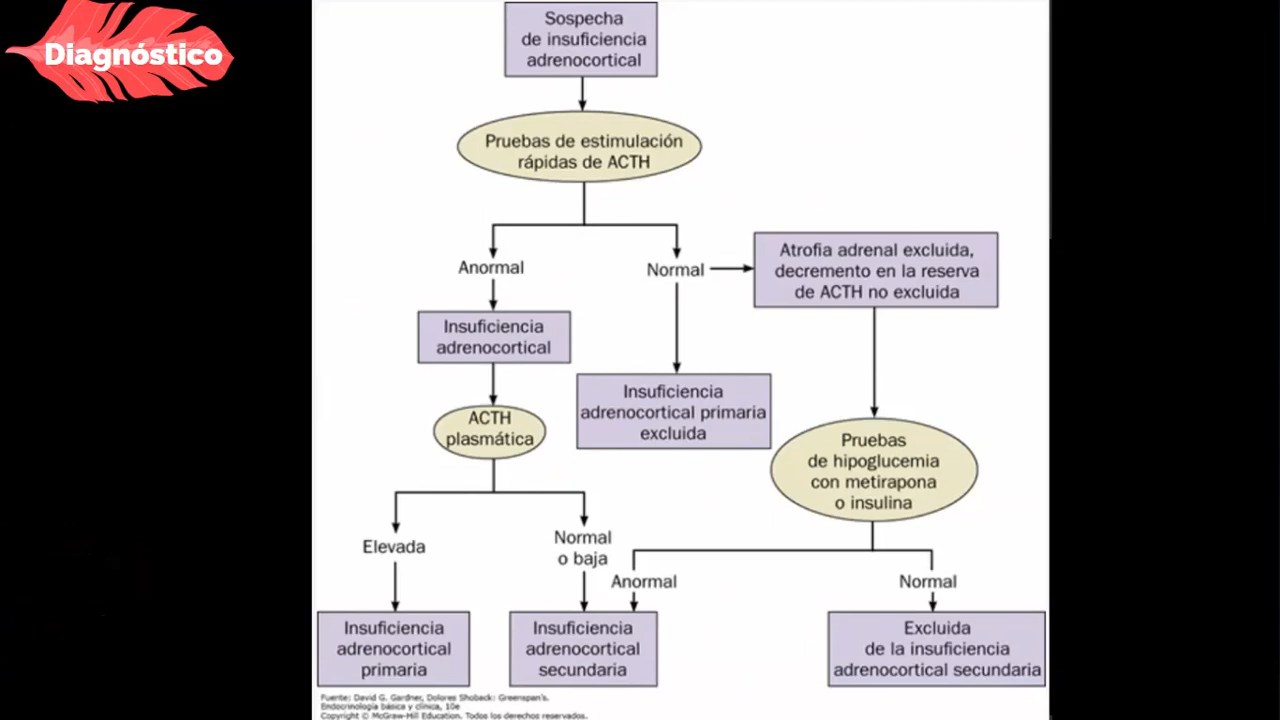 Diagnóstico
Sospecha
de insuficiencia
adrenocortical
Pruebas de estimulación
rápidas de ACTH
Anormal
Normal
Atrofia adrenal excluida,
decremento en la reserva
de ACTH no excluida
Insuficiencia
adrenocortical
Insuficiencia
adrenocortical primaria
excluida
ACTH
plasmática
Pruebas
de hipoglucemia
con metirapona
o insulina
Elevada
Normal
o baja
Anormal
Normal
Insuficiencia
adrenocortical
primaria
Insuficiencia
adrenocortical
secundaria
Excluida
de la insuficiencia
adrenocortical secundaria
Fuente: David G. Gardner, Dolores Shoback: Greenspan's.
Endocrinología básica y clínica, 10e
Copyright © McGraw-Hill Education. Todos los derechos reservados.